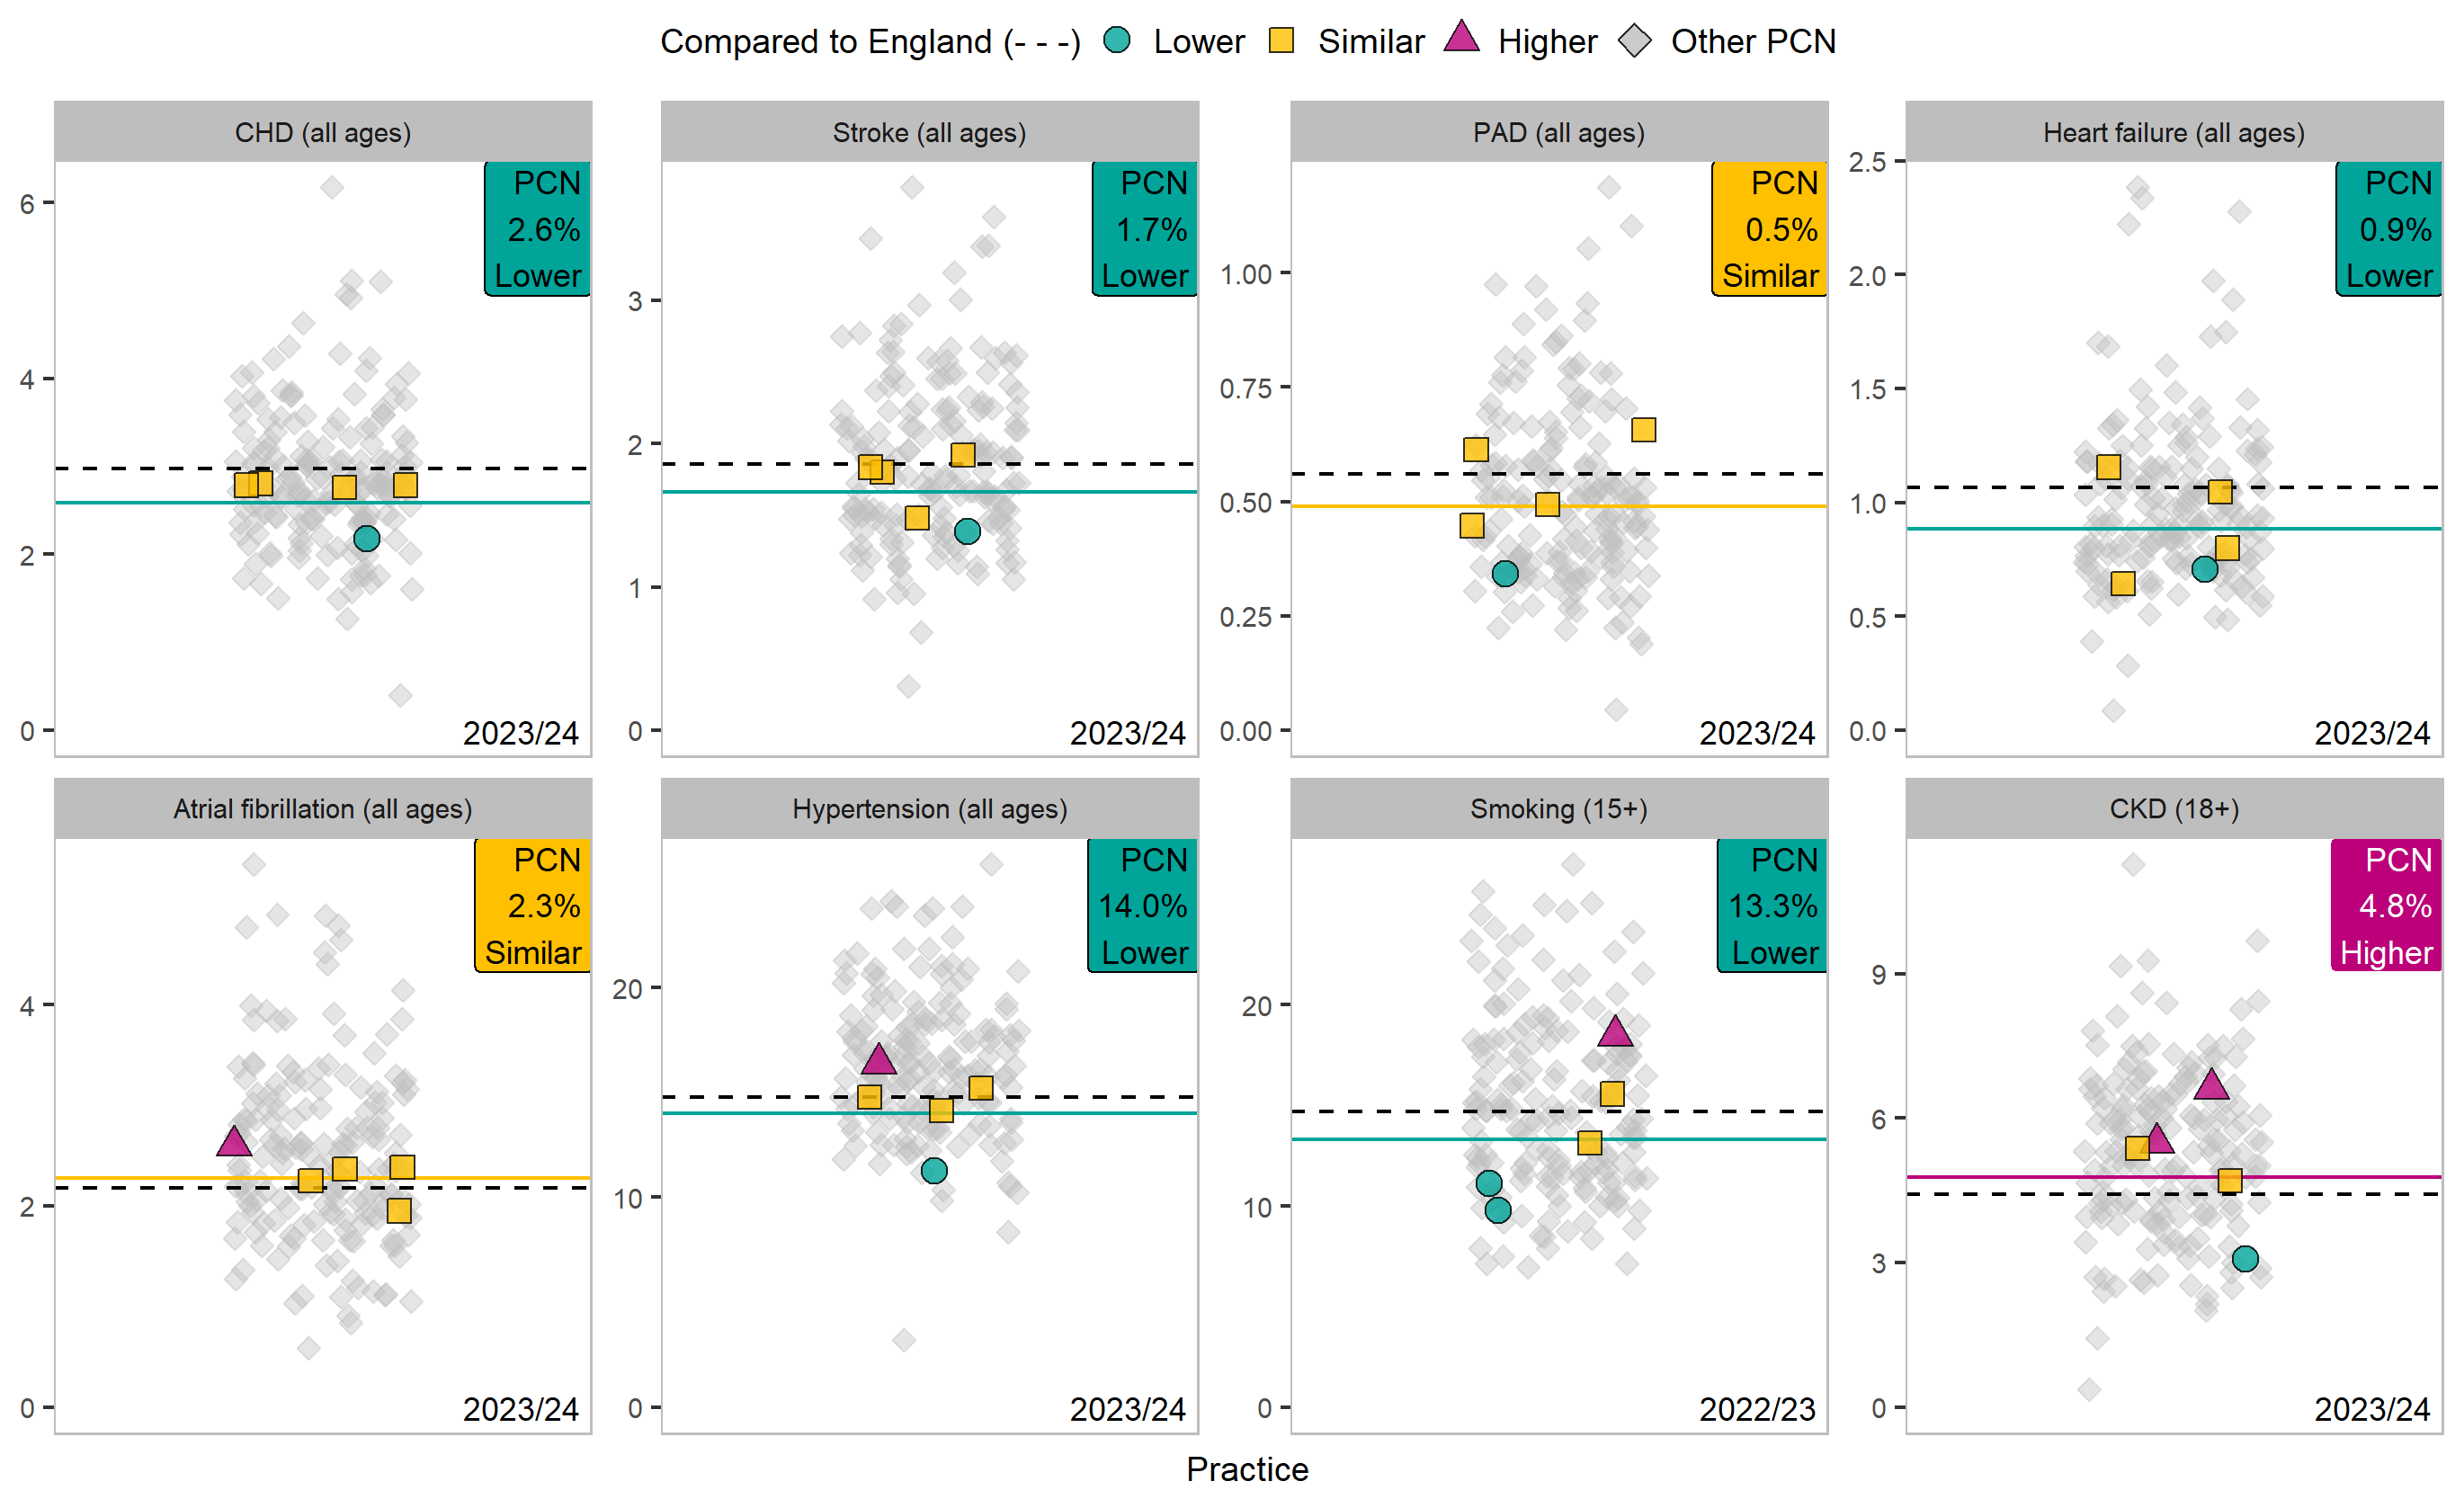 Compared to England (- - -) Lower Similar Higher Other PCN
CHD (all ages)
PCN
2.6%
Lower
6
4
2
0
2023/24
Stroke (all ages)
PCN
1.7%
Lower
3
2
1
0
2023/24
PAD (all ages)
PCN
0.5%
Similar
1.00
0.75
0.50
0.25
0.00
2023/24
Heart failure (all ages)
PCN
0.9%
Lower
2.5
2.0
1.5
1.0
0.5
0.0
2023/24
Atrial fibrillation (all ages)
PCN
2.3%
Similar
4
2
0
2023/24
Hypertension (all ages)
PCN
14.0%
Lower
20
10
0
2023/24
Smoking (15+)
PCN
13.3%
Lower
20
10
0
2022/23
CKD (18+)
PCN
4.8%
Higher
9
6
3
0
2023/24
Practice